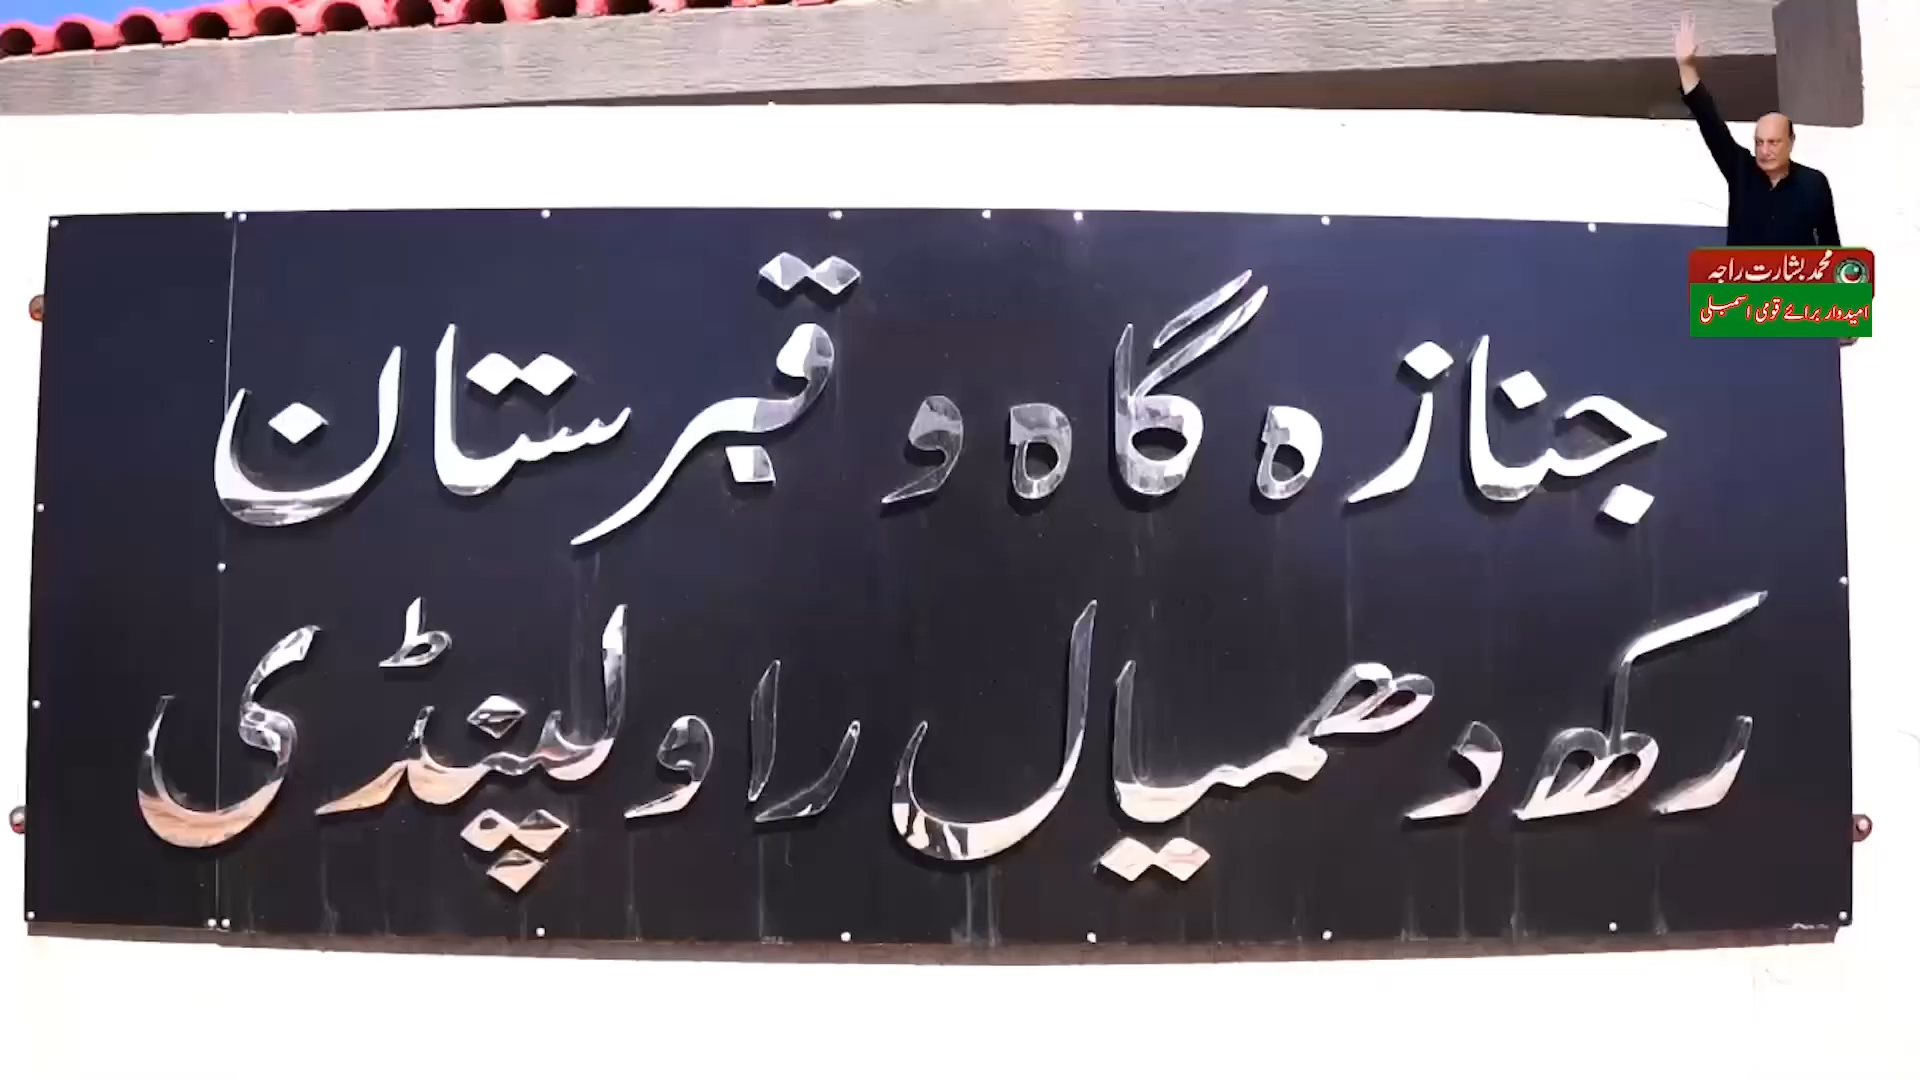 جنازہ گاہ و قبرستان
رکھ دھمیال راولپنڈی
محمد بشارت راجہ
امیدوار برائے قومی اسمبلی